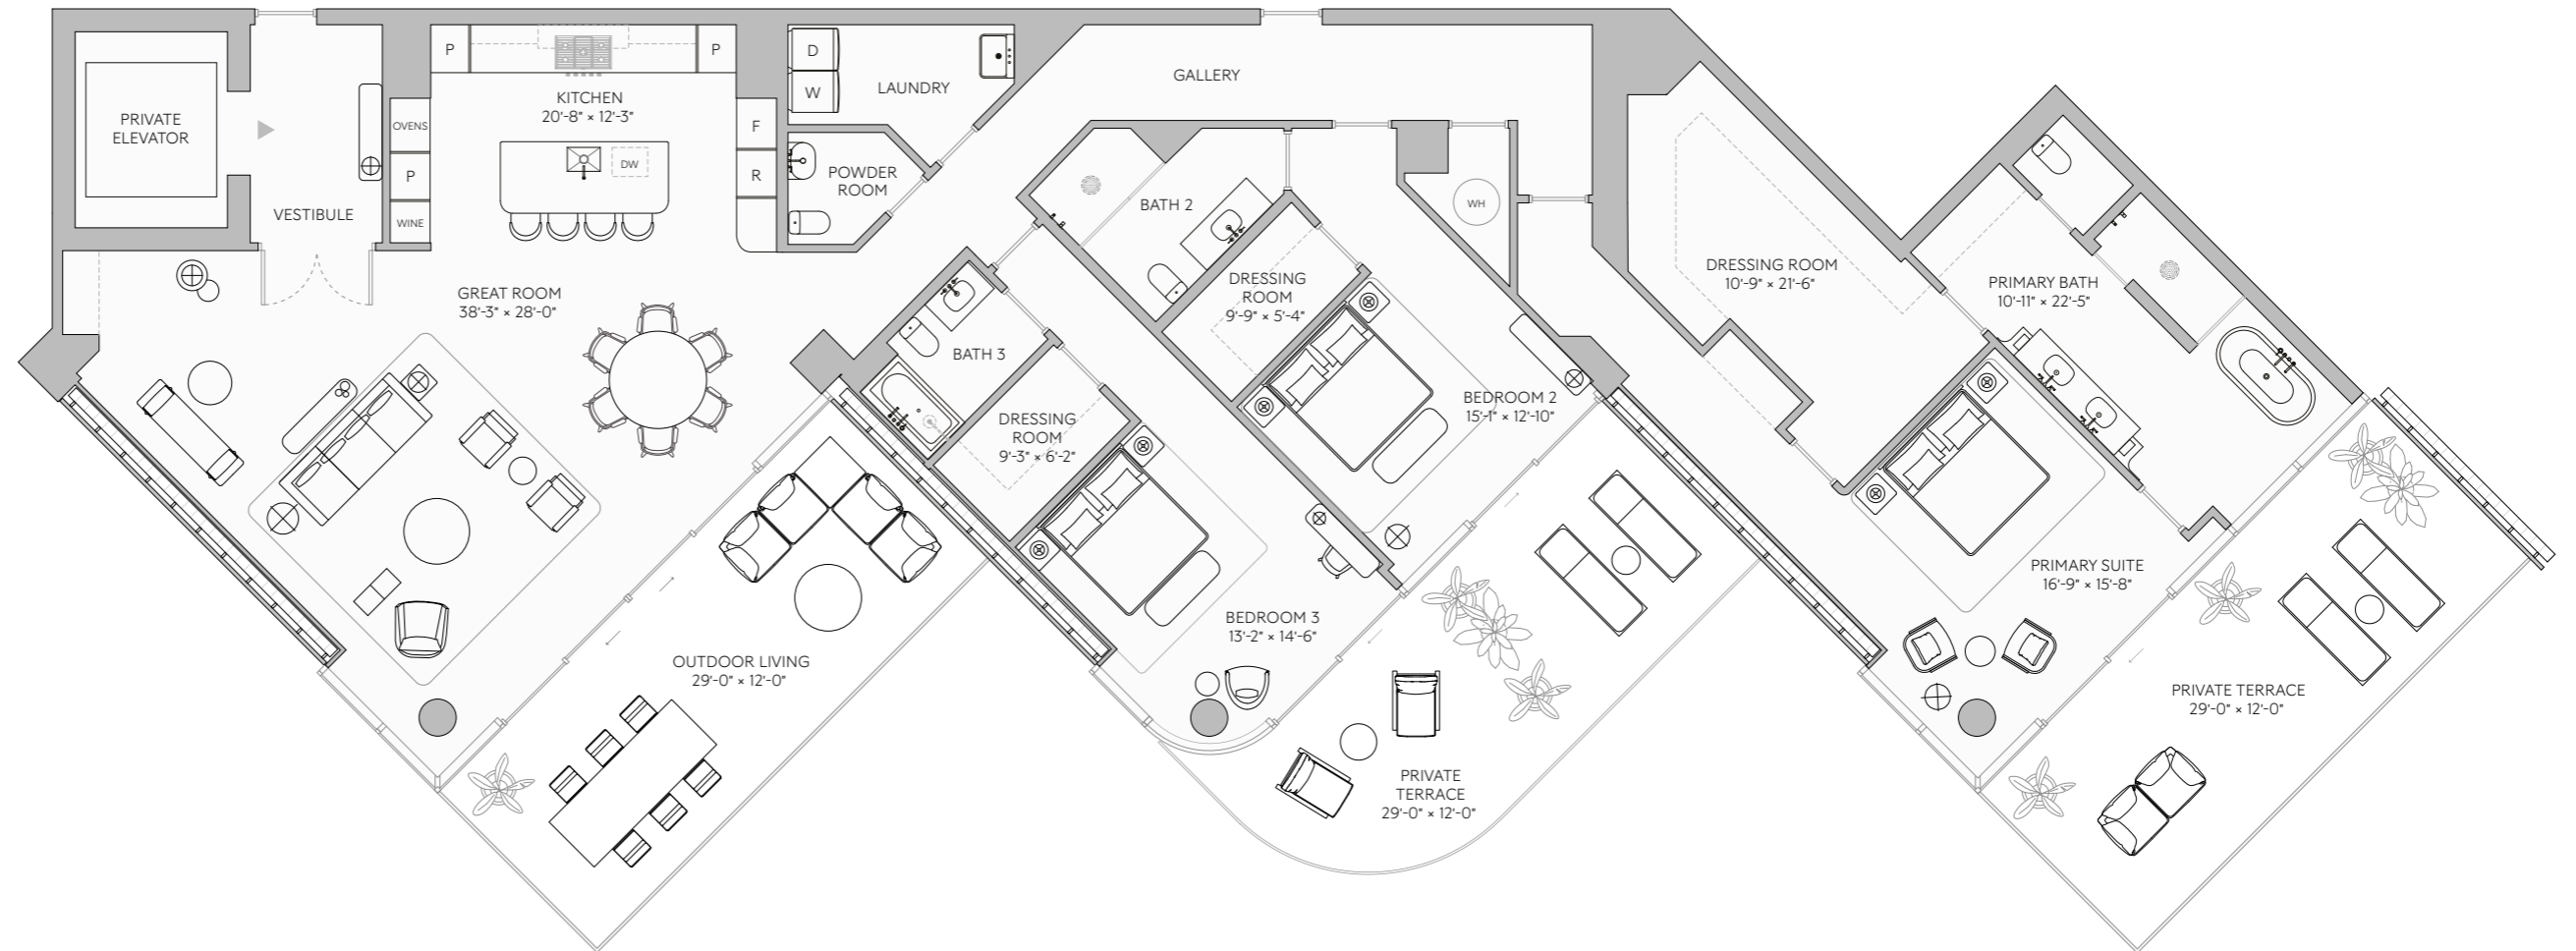 PRIVATE
ELEVATOR
VESTIBULE
P
P
KITCHEN
20'-8" × 12'-3"
OVENS
P
WINE
DW
F
R
D
W
LAUNDRY
POWDER
ROOM
GALLERY
GREAT ROOM
38'-3" × 28'-0"
BATH 2
WH
DRESSING
ROOM
9'-9" × 5'-4"
BATH 3
DRESSING
ROOM
9'-3" × 6'-2"
BEDROOM 2
15'-1" × 12'-10"
BEDROOM 3
13'-2" × 14'-6"
OUTDOOR LIVING
29'-0" × 12'-0"
PRIVATE
TERRACE
29'-0" × 12'-0"
DRESSING ROOM
10'-9" × 21'-6"
PRIMARY BATH
10'-11" × 22'-5"
PRIMARY SUITE
16'-9" × 15'-8"
PRIVATE TERRACE
29'-0" × 12'-0"